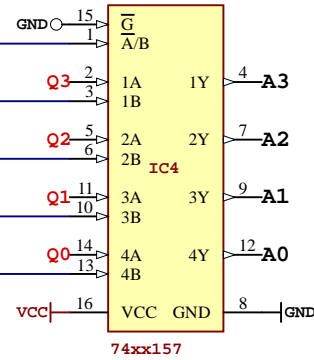 GND 15 G
1 A/B
Q3 2 1A 1Y 4 A3
3 1B
Q2 5 2A 2Y 7 A2
6 2B
IC4
Q1 11 3A 3Y 9 A1
10 3B
Q0 14 4A 4Y 12 A0
13 4B
VCC 16 VCC GND 8 GND
74xx157